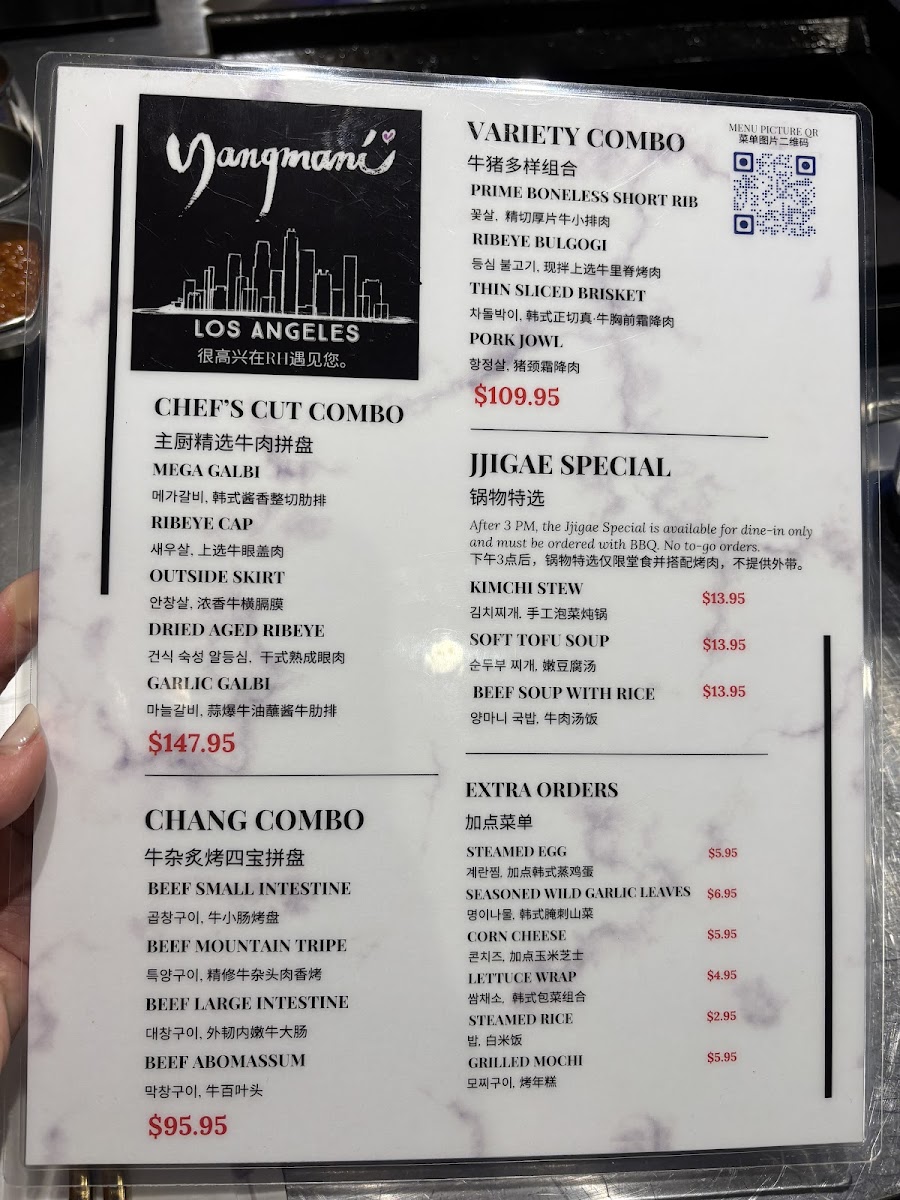 Yangmani
LOS ANGELES
很高兴在RH遇见您。
CHEF'S CUT COMBO
主厨精选牛肉拼盘
MEGA GALBI
메가갈비, 韩式酱香整切肋排
RIBEYE CAP
새우살, 上选牛眼盖肉
OUTSIDE SKIRT
안창살, 浓香牛横膈膜
DRIED AGED RIBEYE
건식 숙성 알등심, 干式熟成眼肉
GARLIC GALBI
마늘갈비, 蒜爆牛油蘸酱牛肋排
$147.95
CHANG COMBO
牛杂炙烤四宝拼盘
BEEF SMALL INTESTINE
곱창구이, 牛小肠烤盘
BEEF MOUNTAIN TRIPE
특양구이, 精修牛杂头肉香烤
BEEF LARGE INTESTINE
대창구이, 外韧内嫩牛大肠
BEEF ABOMASSUM
막창구이, 牛百叶头
$95.95
VARIETY COMBO
牛猪多样组合
PRIME BONELESS SHORT RIB
꽃살, 精切厚片牛小排肉
RIBEYE BULGOGI
등심 불고기, 现拌上选牛里脊烤肉
THIN SLICED BRISKET
차돌박이, 韩式正切真·牛胸前霜降肉
PORK JOWL
항정살, 猪颈霜降肉
$109.95
MENU PICTURE QR
菜单图片二维码
JJIGAE SPECIAL
锅物特选
After 3 PM, the Jjigae Special is available for dine-in only
and must be ordered with BBQ. No to-go orders.
下午3点后，锅物特选仅限堂食并搭配烤肉，不提供外带。
KIMCHI STEW $13.95
김치찌개, 手工泡菜炖锅
SOFT TOFU SOUP $13.95
순두부 찌개, 嫩豆腐汤
BEEF SOUP WITH RICE $13.95
양마니 국밥, 牛肉汤饭
EXTRA ORDERS
加点菜单
STEAMED EGG $5.95
계란찜, 加点韩式蒸鸡蛋
SEASONED WILD GARLIC LEAVES $6.95
명이나물, 韩式腌刺山菜
CORN CHEESE $5.95
콘치즈, 加点玉米芝士
LETTUCE WRAP $4.95
쌈채소, 韩式包菜组合
STEAMED RICE $2.95
밥, 白米饭
GRILLED MOCHI $5.95
모찌구이, 烤年糕